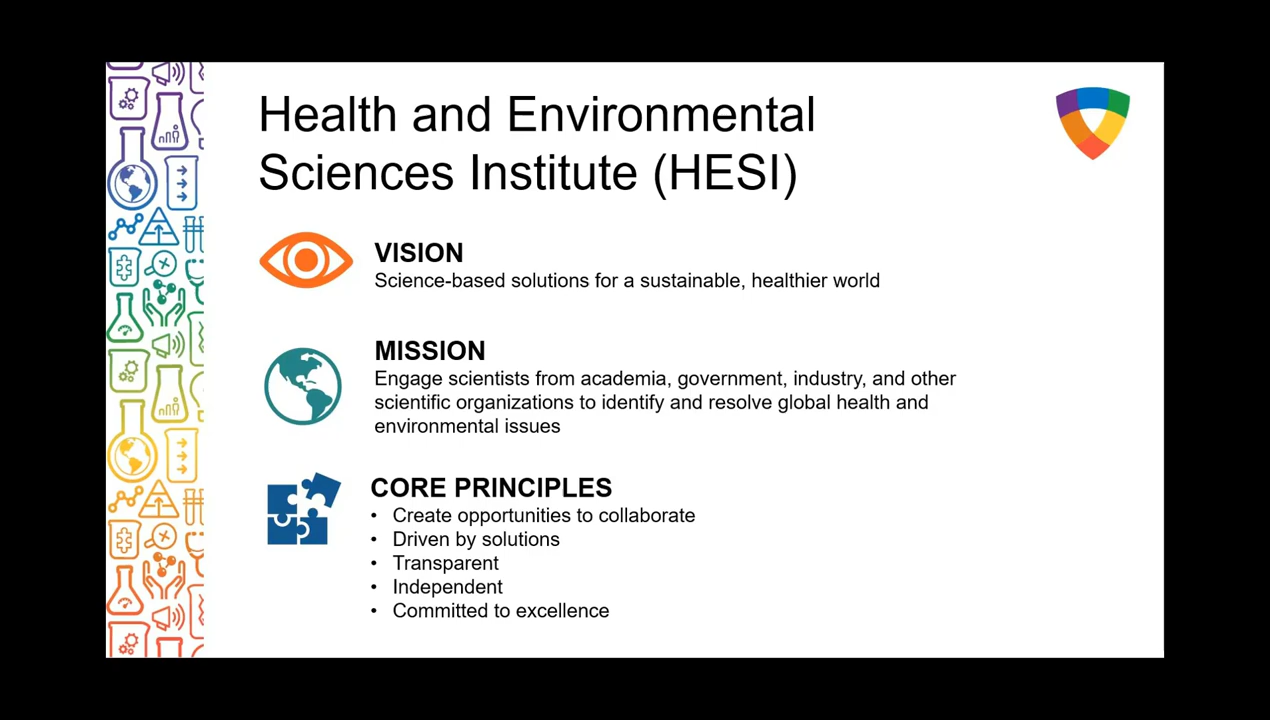 Health and Environmental
Sciences Institute (HESI)
VISION
Science-based solutions for a sustainable, healthier world
MISSION
Engage scientists from academia, government, industry, and other
scientific organizations to identify and resolve global health and
environmental issues
CORE PRINCIPLES
• Create opportunities to collaborate
• Driven by solutions
• Transparent
• Independent
• Committed to excellence